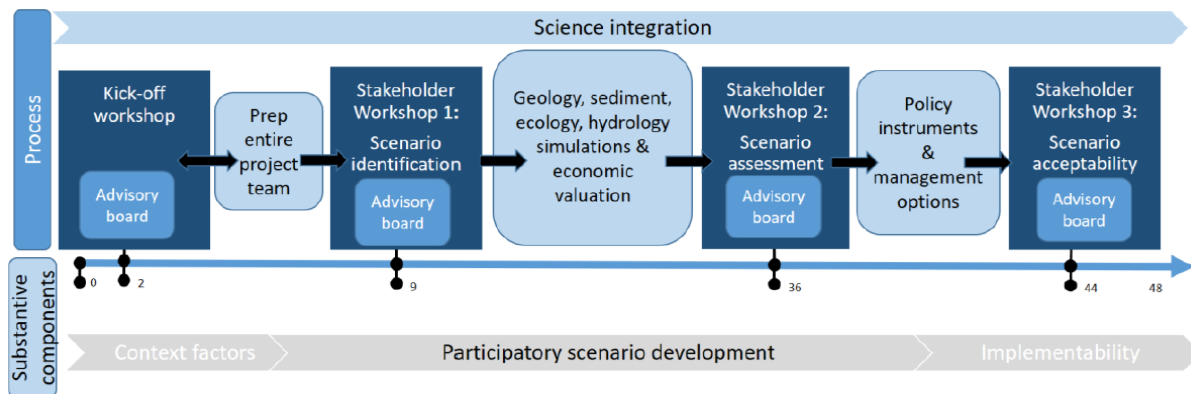 Process
Science integration
Kick-off
workshop
Advisory
board
Prep
entire
project
team
Stakeholder
Workshop 1:
Scenario
identification
Advisory
board
Geology, sediment,
ecology, hydrology
simulations &
economic
valuation
Stakeholder
Workshop 2:
Scenario
assessment
Advisory
board
Policy
instruments
&
management
options
Stakeholder
Workshop 3:
Scenario
acceptability
Advisory
board
0
2
9
36
44
48
Substantive
components
Context factors
Participatory scenario development
Implementability